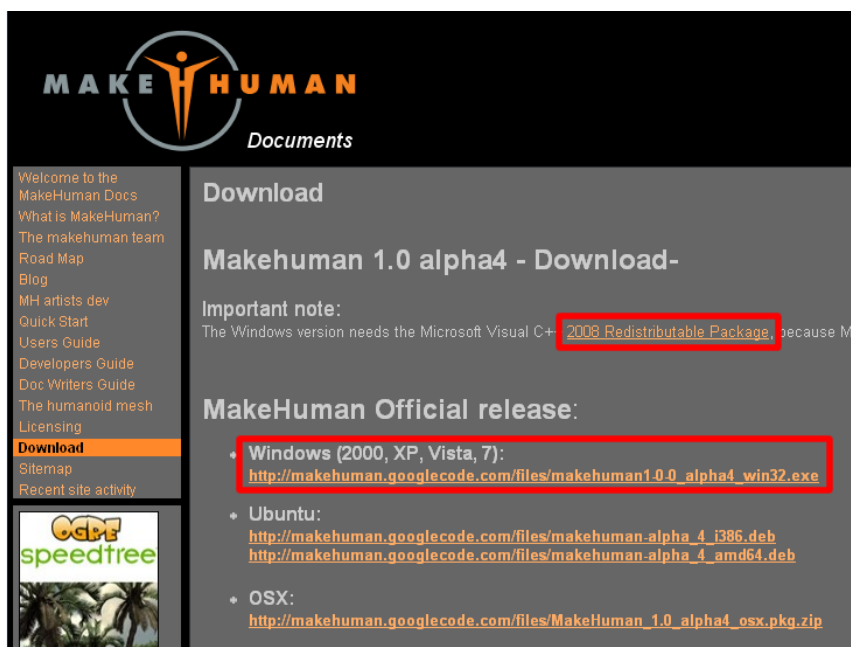 MAKE HUMAN
Documents
Welcome to the
MakeHuman Docs
What is MakeHuman?
The makehuman team
Road Map
Blog
MH artists dev
Quick Start
Users Guide
Developers Guide
Doc Writers Guide
The humanoid mesh
Licensing
Download
Sitemap
Recent site activity
OGPF
speedtree
Download
Makehuman 1.0 alpha4 - Download-
Important note:
The Windows version needs the Microsoft Visual C+ 2008 Redistributable Package, because M
MakeHuman Official release:
Windows (2000, XP, Vista, 7):
http://makehuman.googlecode.com/files/makehuman1-0-0_alpha4_win32.exe
Ubuntu:
http://makehuman.googlecode.com/files/makehuman-alpha_4_i386.deb
http://makehuman.googlecode.com/files/makehuman-alpha_4_amd64.deb
OSX:
http://makehuman.googlecode.com/files/MakeHuman_1.0_alpha4_osx.pkg.zip